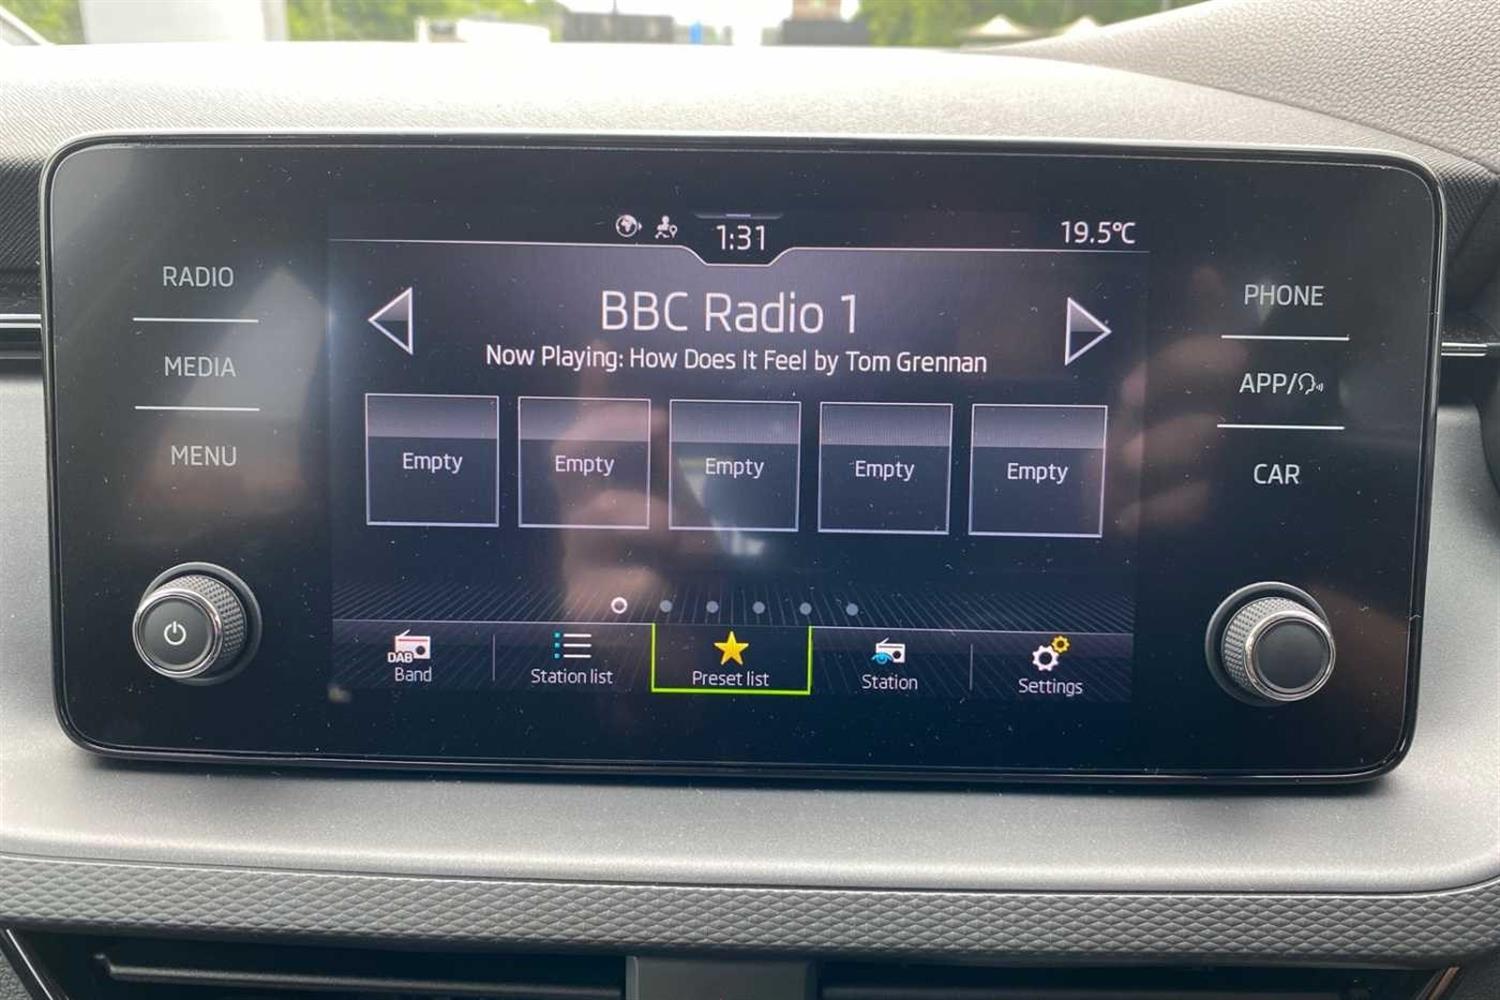 1:31
19.5°C
RADIO
MEDIA
MENU
BBC Radio 1
Now Playing: How Does It Feel by Tom Grennan
Empty
Empty
Empty
Empty
Empty
DAB
Band
Station list
Preset list
Station
Settings
PHONE
APP/
CAR